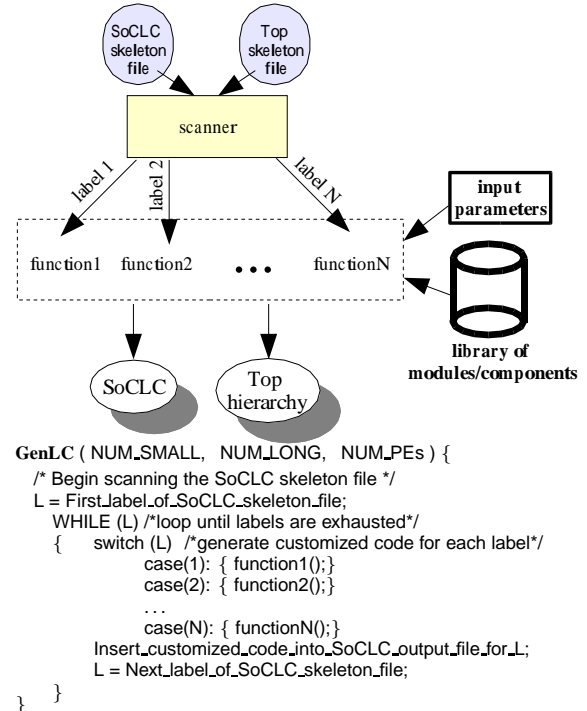 SoCLC
skeleton
file
Top
skeleton
file
scanner
label 1
label 2
label N
input
parameters
function1 function2 ... functionN
library of
modules/components
SoCLC
Top
hierarchy
GenLC ( NUM_SMALL, NUM_LONG, NUM_PEs ) {
/* Begin scanning the SoCLC skeleton file */
L = First_label_of_SoCLC_skeleton_file;
WHILE (L) /*loop until labels are exhausted*/
{ switch (L) /*generate customized code for each label*/
case(1): { function1();}
case(2): { function2();}
. . .
case(N): { functionN();}
Insert_customized_code_into_SoCLC_output_file_for_L;
L = Next_label_of_SoCLC_skeleton_file;
}
}